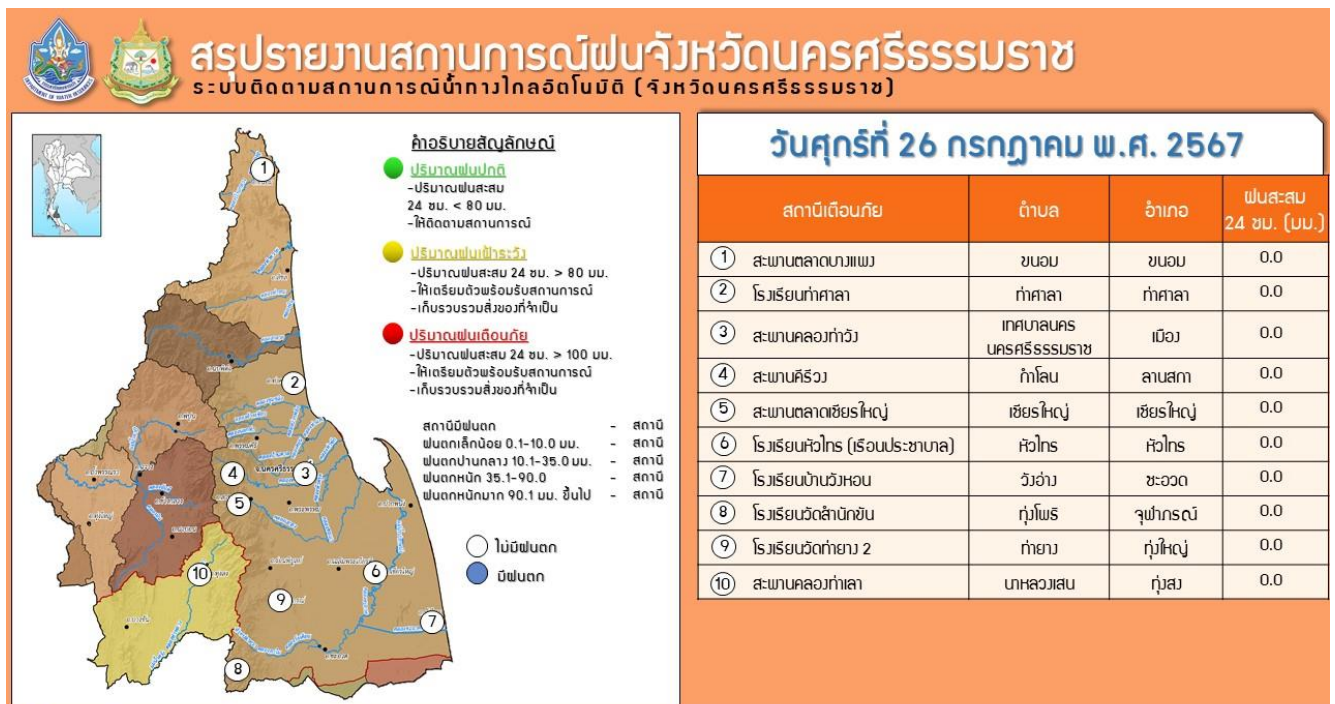 สรุปรายงานสถานการณ์ฝนจังหวัดนครศรีธรรมราช
ระบบติดตามสถานการณ์น้ำทางไกลอัตโนมัติ (จังหวัดนครศรีธรรมราช)
คำอธิบายสัญลักษณ์
ปริมาณฝนปกติ
-ปริมาณฝนสะสม
24 ชม. < 80 มม.
-ให้ติดตามสถานการณ์
ปริมาณฝนเฝ้าระวัง
-ปริมาณฝนสะสม 24 ชม. > 80 มม.
-ให้เตรียมตัวพร้อมรับสถานการณ์
-เก็บรวบรวมสิ่งของที่จำเป็น
ปริมาณฝนเตือนภัย
-ปริมาณฝนสะสม 24 ชม. > 100 มม.
-ให้เตรียมตัวพร้อมรับสถานการณ์
-เก็บรวบรวมสิ่งของที่จำเป็น
สถานีมีฝนตก - สถานี
ฝนตกเล็กน้อย 0.1-10.0 มม. - สถานี
ฝนตกปานกลาง 10.1-35.0 มม. - สถานี
ฝนตกหนัก 35.1-90.0 - สถานี
ฝนตกหนักมาก 90.1 มม. ขึ้นไป - สถานี
ไม่มีฝนตก
มีฝนตก
1
2
3
4
5
6
10
9
7
8
วันศุกร์ที่ 26 กรกฎาคม พ.ศ. 2567
สถานีเตือนภัย ตำบล อำเภอ ฝนสะสม 24 ชม. (มม.)
1 สะพานตลาดบางแพง ขนอม ขนอม 0.0
2 โรงเรียนท่าศาลา ท่าศาลา ท่าศาลา 0.0
3 สะพานคลองท่าวัง เทศบาลนครนครศรีธรรมราช เมือง 0.0
4 สะพานคีรีวง กำโลน ลานสกา 0.0
5 สะพานตลาดเชียรใหญ่ เชียรใหญ่ เชียรใหญ่ 0.0
6 โรงเรียนหัวไทร (เรือนประชาบาล) หัวไทร หัวไทร 0.0
7 โรงเรียนบ้านวังหอน วังอ่าง ชะอวด 0.0
8 โรงเรียนวัดสำนักขัน ทุ่งโพธิ จุฬาภรณ์ 0.0
9 โรงเรียนวัดท่ายาง 2 ท่ายาง ทุ่งใหญ่ 0.0
10 สะพานคลองท่าเลา นาหลวงเสน ทุ่งสง 0.0